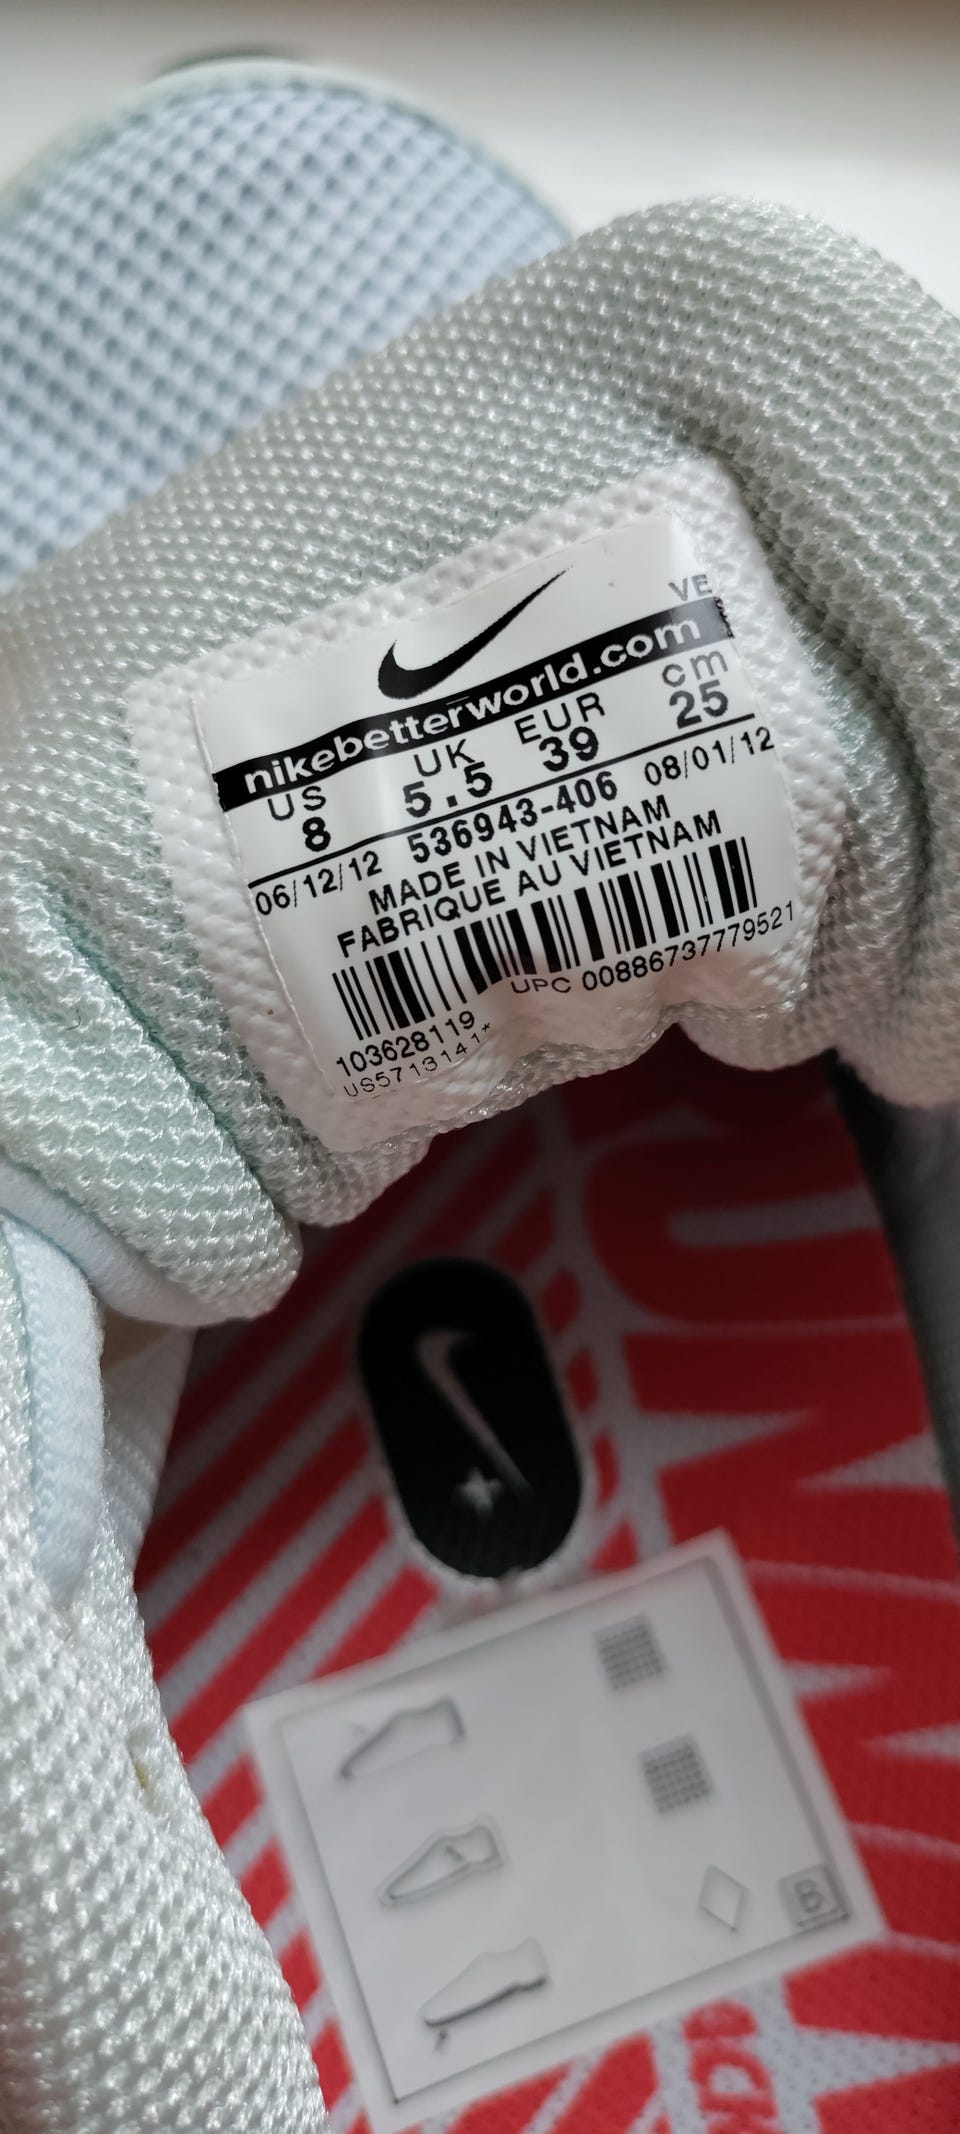 VE
nikebetterworld.com
US UK EUR cm
8 5.5 39 25
06/12/12 536943-406 08/01/12
MADE IN VIETNAM
FABRIQUE AU VIETNAM
UPC 00886737779521
103628119
US5713141*
B